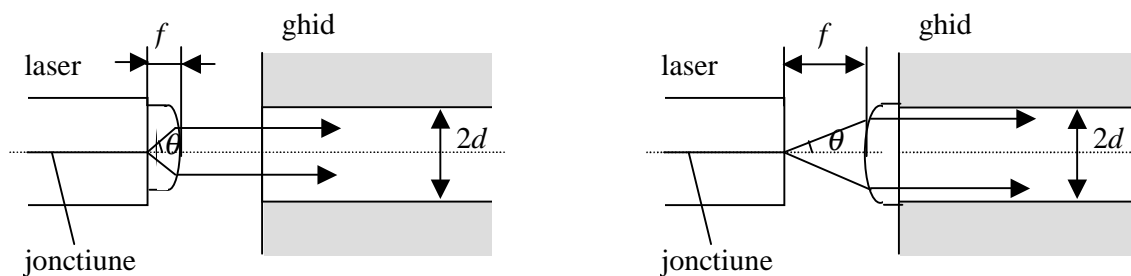 ghid
f
laser
θ
2d
jonctiune
ghid
f
laser
θ
2d
jonctiune